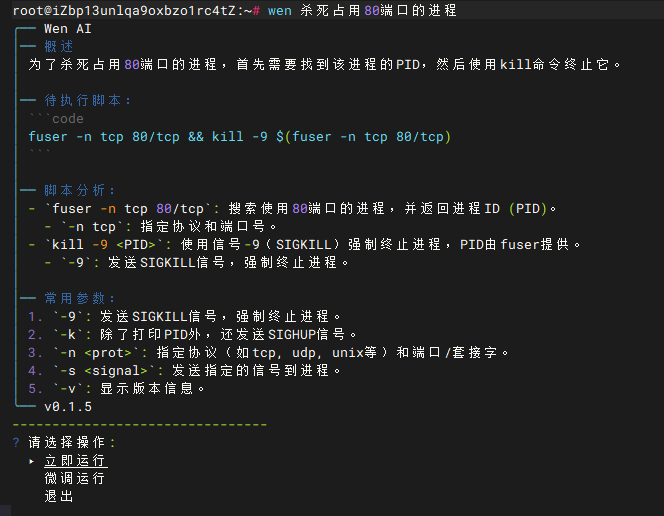 root@iZbp13unlqa9oxbzo1rc4tZ:~# wen 杀死占用80端口的进程
Wen AI
概述
为了杀死占用80端口的进程，首先需要找到该进程的PID，然后使用kill命令终止它。
待执行脚本：
```code
fuser -n tcp 80/tcp && kill -9 $(fuser -n tcp 80/tcp)
```
脚本分析：
- `fuser -n tcp 80/tcp`: 搜索使用80端口的进程，并返回进程ID (PID)。
- `-n tcp`: 指定协议和端口号。
- `kill -9 <PID>`: 使用信号-9（SIGKILL）强制终止进程，PID由fuser提供。
- `-9`: 发送SIGKILL信号，强制终止进程。
常用参数：
1. `-9`: 发送SIGKILL信号，强制终止进程。
2. `-k`: 除了打印PID外，还发送SIGHUP信号。
3. `-n <prot>`: 指定协议（如tcp, udp, unix等）和端口/套接字。
4. `-s <signal>`: 发送指定的信号到进程。
5. `-v`: 显示版本信息。
v0.1.5
--------------------------------
? 请选择操作：
▸ 立即运行
微调运行
退出